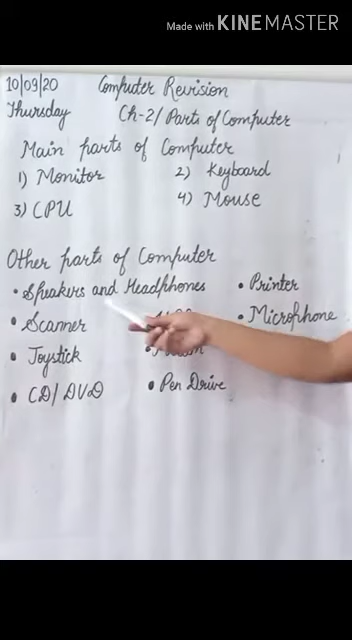 Made with KINEMASTER
10/09/20 Computer Revision
Thursday Ch-2/ Parts of Computer
Main parts of Computer
1) Monitor 2) Keyboard
3) CPU 4) Mouse
Other parts of Computer
• Speakers and Headphones • Printer
• Scanner • Microphone
• Joystick
• CD/ DVD • Pen Drive